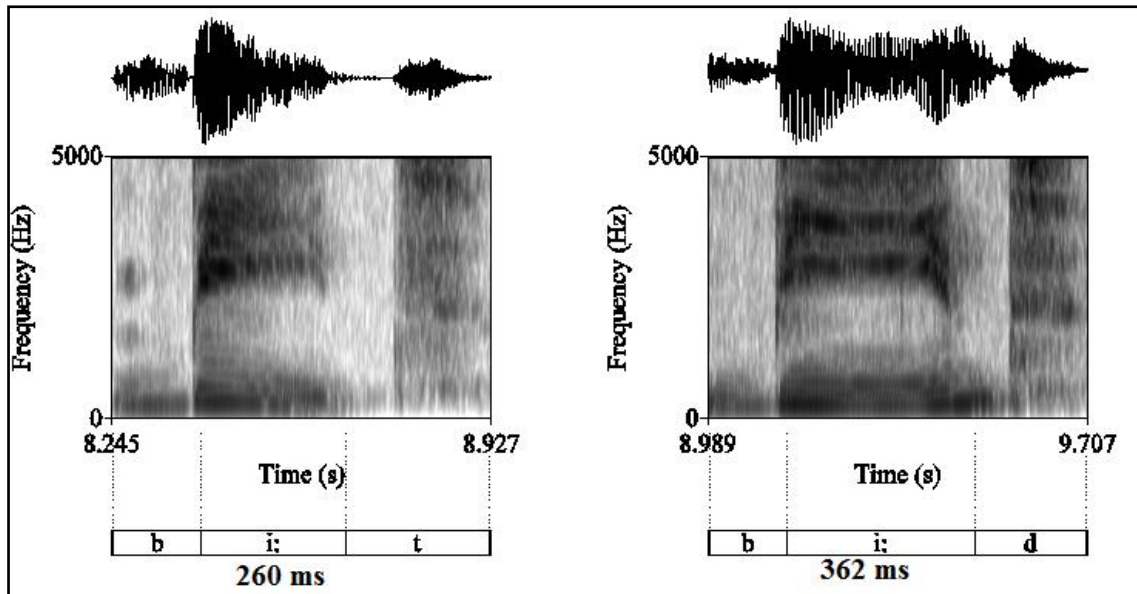 5000
Frequency (Hz)
0
8.245
8.927
Time (s)
b
i:
t
260 ms
5000
Frequency (Hz)
0
8.989
9.707
Time (s)
b
i:
d
362 ms